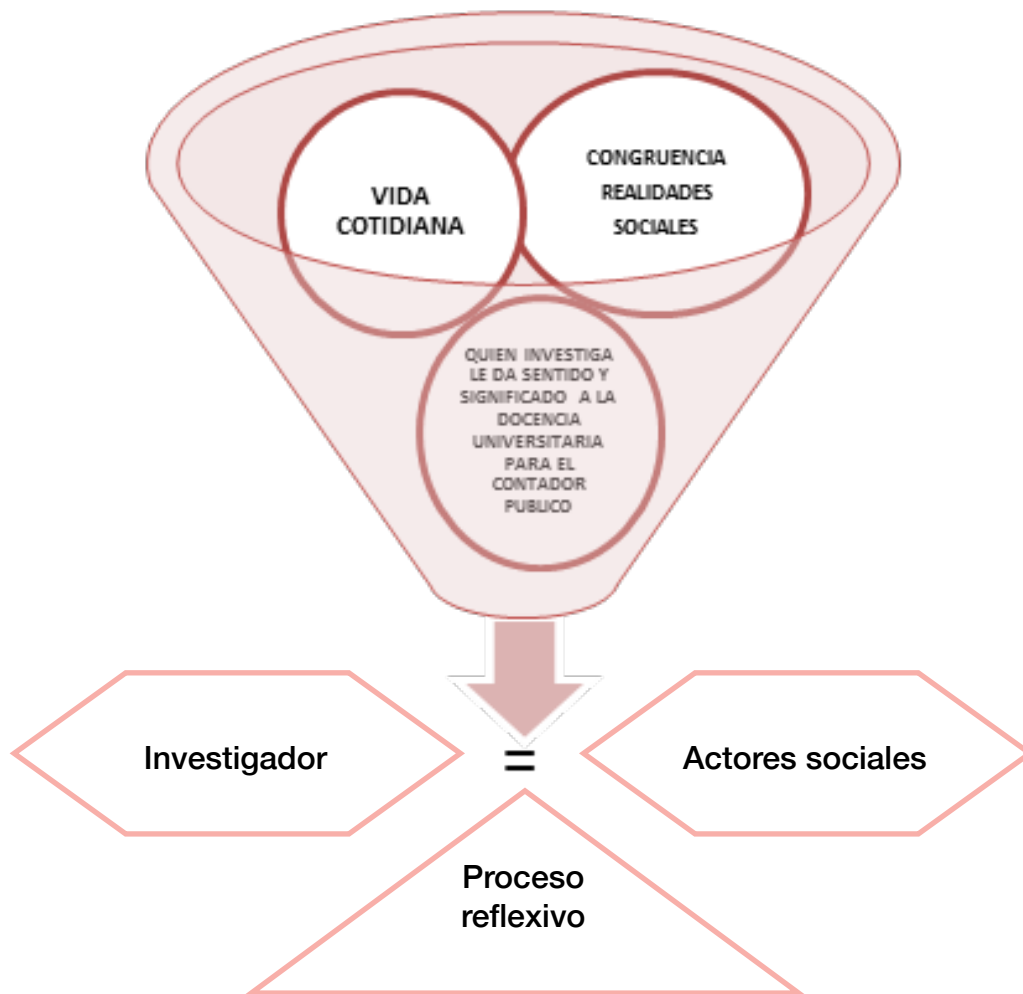 VIDA
COTIDIANA
CONGRUENCIA
REALIDADES
SOCIALES
QUIEN INVESTIGA
LE DA SENTIDO Y
SIGNIFICADO A LA
DOCENCIA
UNIVERSITARIA
PARA EL
CONTADOR
PUBLICO
Investigador
=
Actores sociales
Proceso
reflexivo